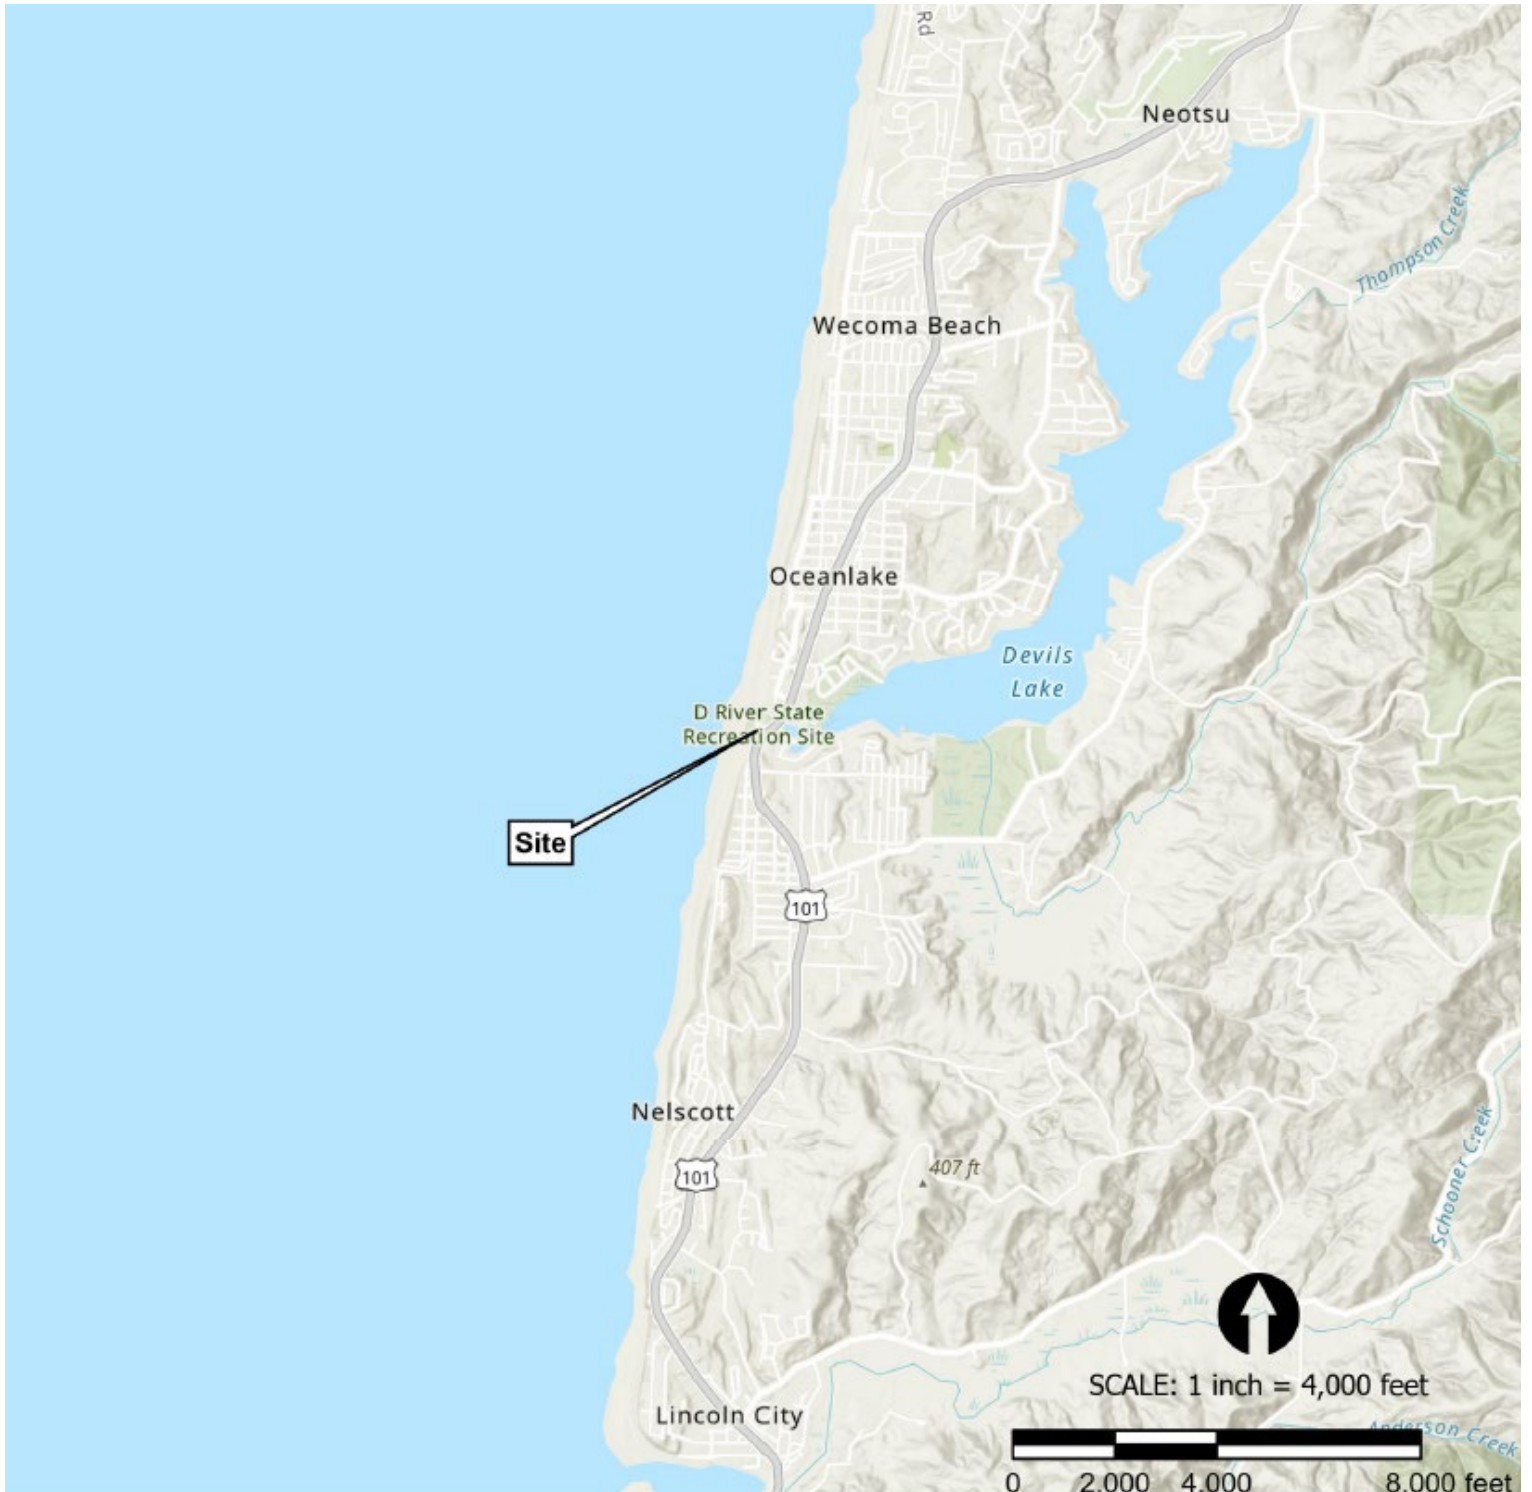 Rd
Neotsu
Thompson Creek
Wecoma Beach
Oceanlake
Devils
Lake
D River State
Recreation Site
Site
101
Nelscott
101
407 ft
Schooner Creek
SCALE: 1 inch = 4,000 feet
Lincoln City
Anderson Creek
0 2,000 4,000 8,000 feet